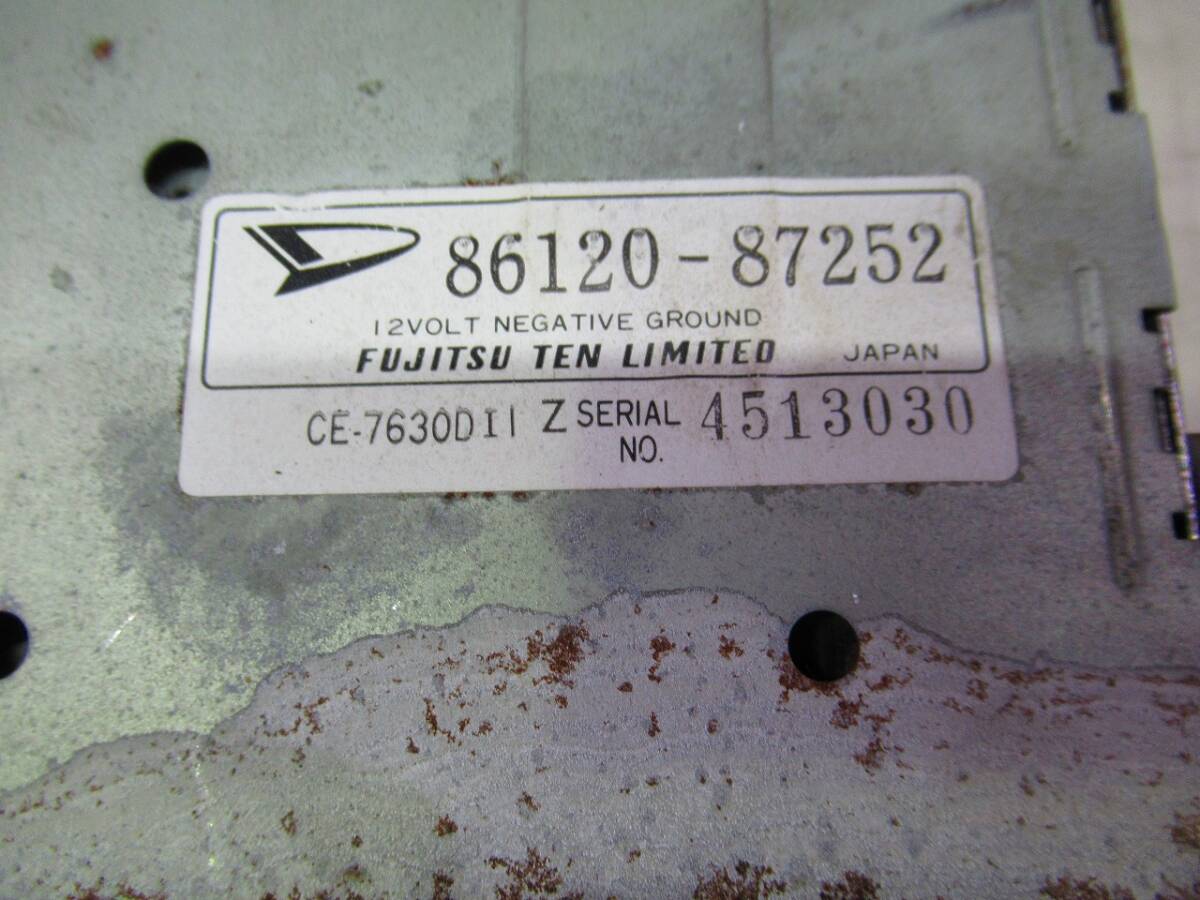 86120-87252
12VOLT NEGATIVE GROUND
FUJITSU TEN LIMITED JAPAN
CE-7630DII Z SERIAL NO. 4513030